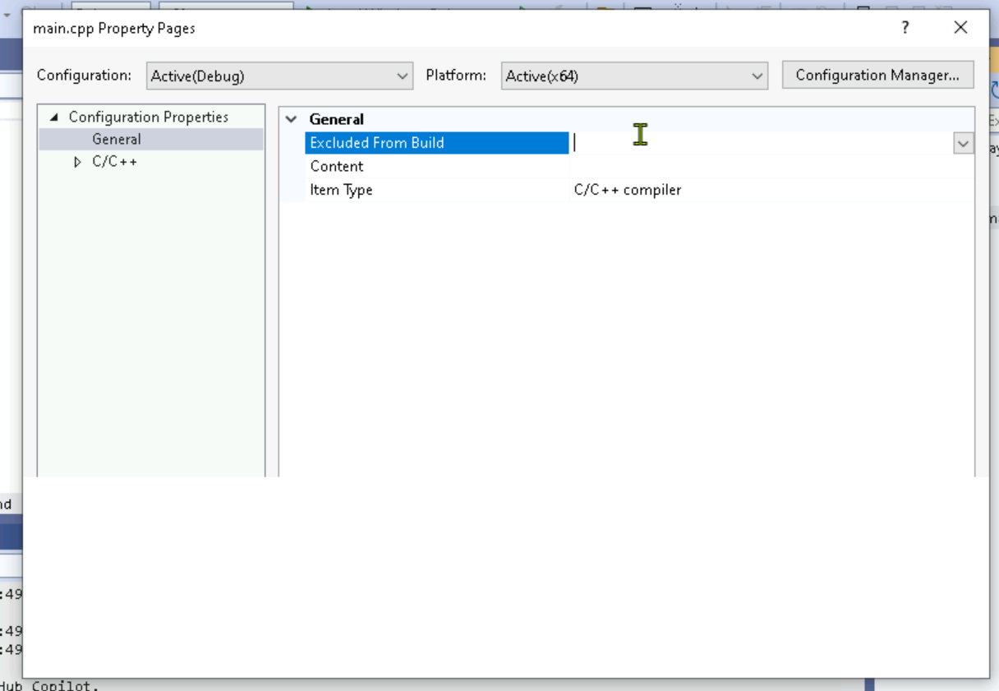 main.cpp Property Pages
?
Configuration: Active(Debug) Platform: Active(x64) Configuration Manager...
Configuration Properties
General
C/C++
General
Excluded From Build
Content
Item Type C/C++ compiler
:49
:49
:49
Hub Copilot.